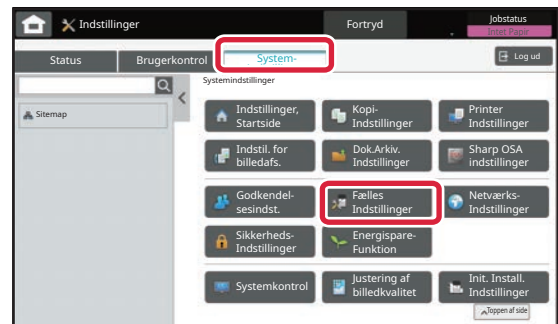 Indstillinger
Fortryd
Jobstatus
Intet Papir
Status
Brugerkontrol
System-
Log ud
Systemindstillinger
Sitemap
Indstillinger,
Startside
Kopi-
Indstillinger
Printer
Indstillinger
Indstil. for
billedafs.
Dok.Arkiv.
Indstillinger
Sharp OSA
indstillinger
Godkendel-
sesindst.
Fælles
Indstillinger
Netværks-
Indstillinger
Sikkerheds-
Indstillinger
Energispare-
Funktion
Systemkontrol
Justering af
billedkvalitet
Init. Install.
Indstillinger
Toppen af side